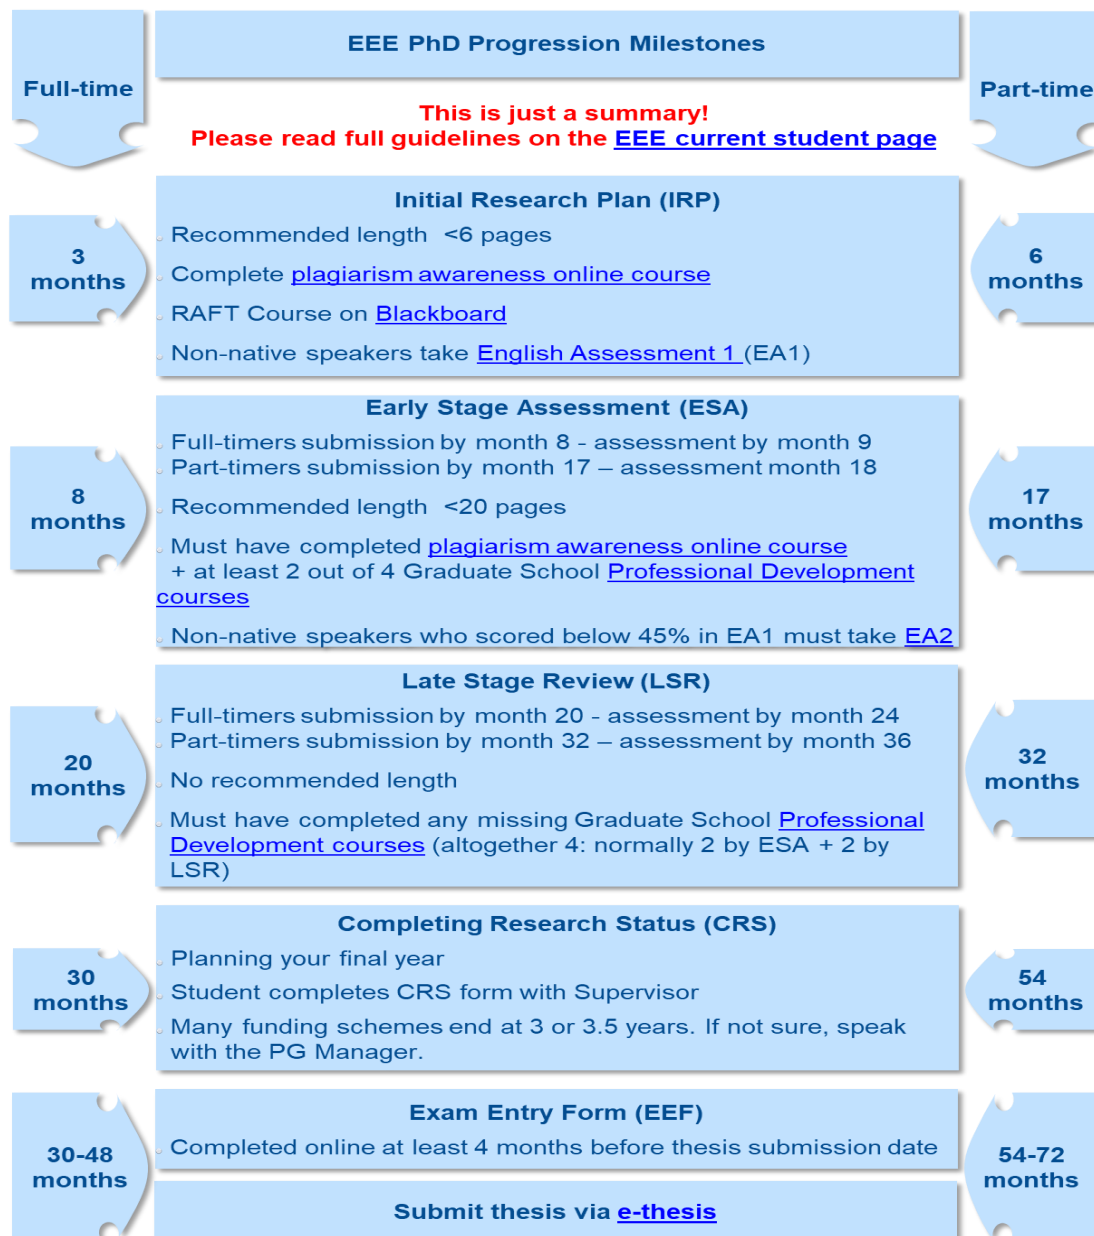 EEE PhD Progression Milestones
Full-time
Part-time
This is just a summary!
Please read full guidelines on the EEE current student page
3
months
Initial Research Plan (IRP)
Recommended length <6 pages
Complete plagiarism awareness online course
RAFT Course on Blackboard
Non-native speakers take English Assessment 1 (EA1)
6
months
8
months
Early Stage Assessment (ESA)
Full-timers submission by month 8 - assessment by month 9
Part-timers submission by month 17 – assessment month 18
Recommended length <20 pages
Must have completed plagiarism awareness online course
+ at least 2 out of 4 Graduate School Professional Development
courses
Non-native speakers who scored below 45% in EA1 must take EA2
17
months
20
months
Late Stage Review (LSR)
Full-timers submission by month 20 - assessment by month 24
Part-timers submission by month 32 – assessment by month 36
No recommended length
Must have completed any missing Graduate School Professional
Development courses (altogether 4: normally 2 by ESA + 2 by
LSR)
32
months
30
months
Completing Research Status (CRS)
Planning your final year
Student completes CRS form with Supervisor
Many funding schemes end at 3 or 3.5 years. If not sure, speak
with the PG Manager.
54
months
30-48
months
Exam Entry Form (EEF)
Completed online at least 4 months before thesis submission date
54-72
months
Submit thesis via e-thesis